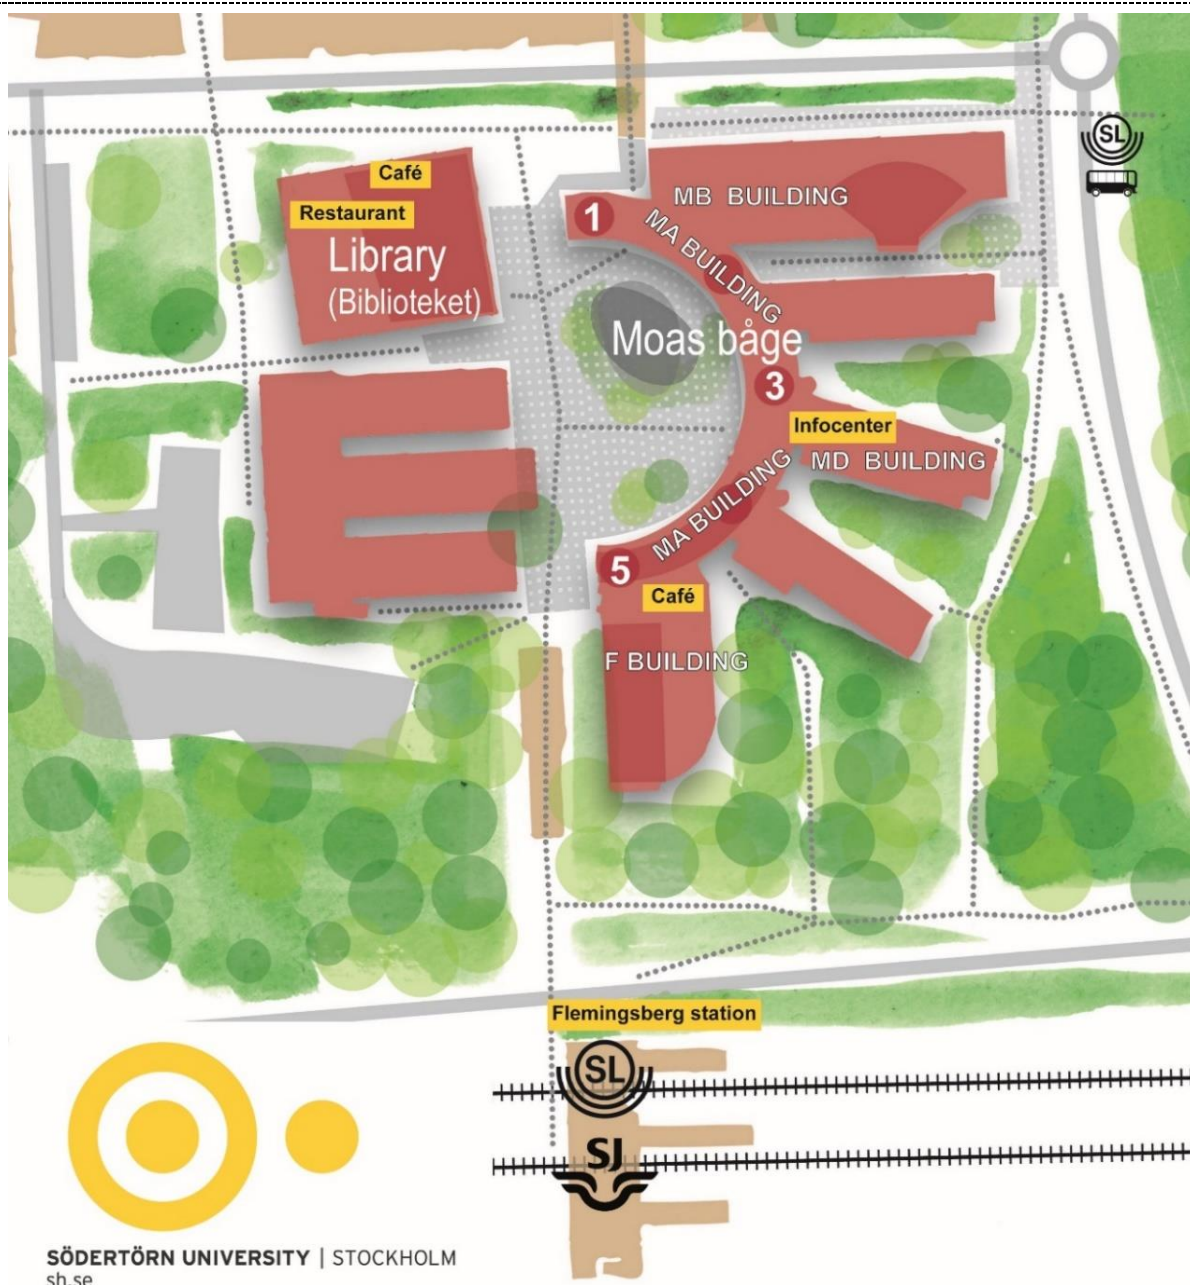 SL
Café
Restaurant
Library
(Biblioteket)
1
MB BUILDING
MA BUILDING
Moas båge
3
Infocenter
MD BUILDING
MA BUILDING
5
Café
F BUILDING
Flemingsberg station
SL
SJ
SÖDERTÖRN UNIVERSITY | STOCKHOLM
sh.se